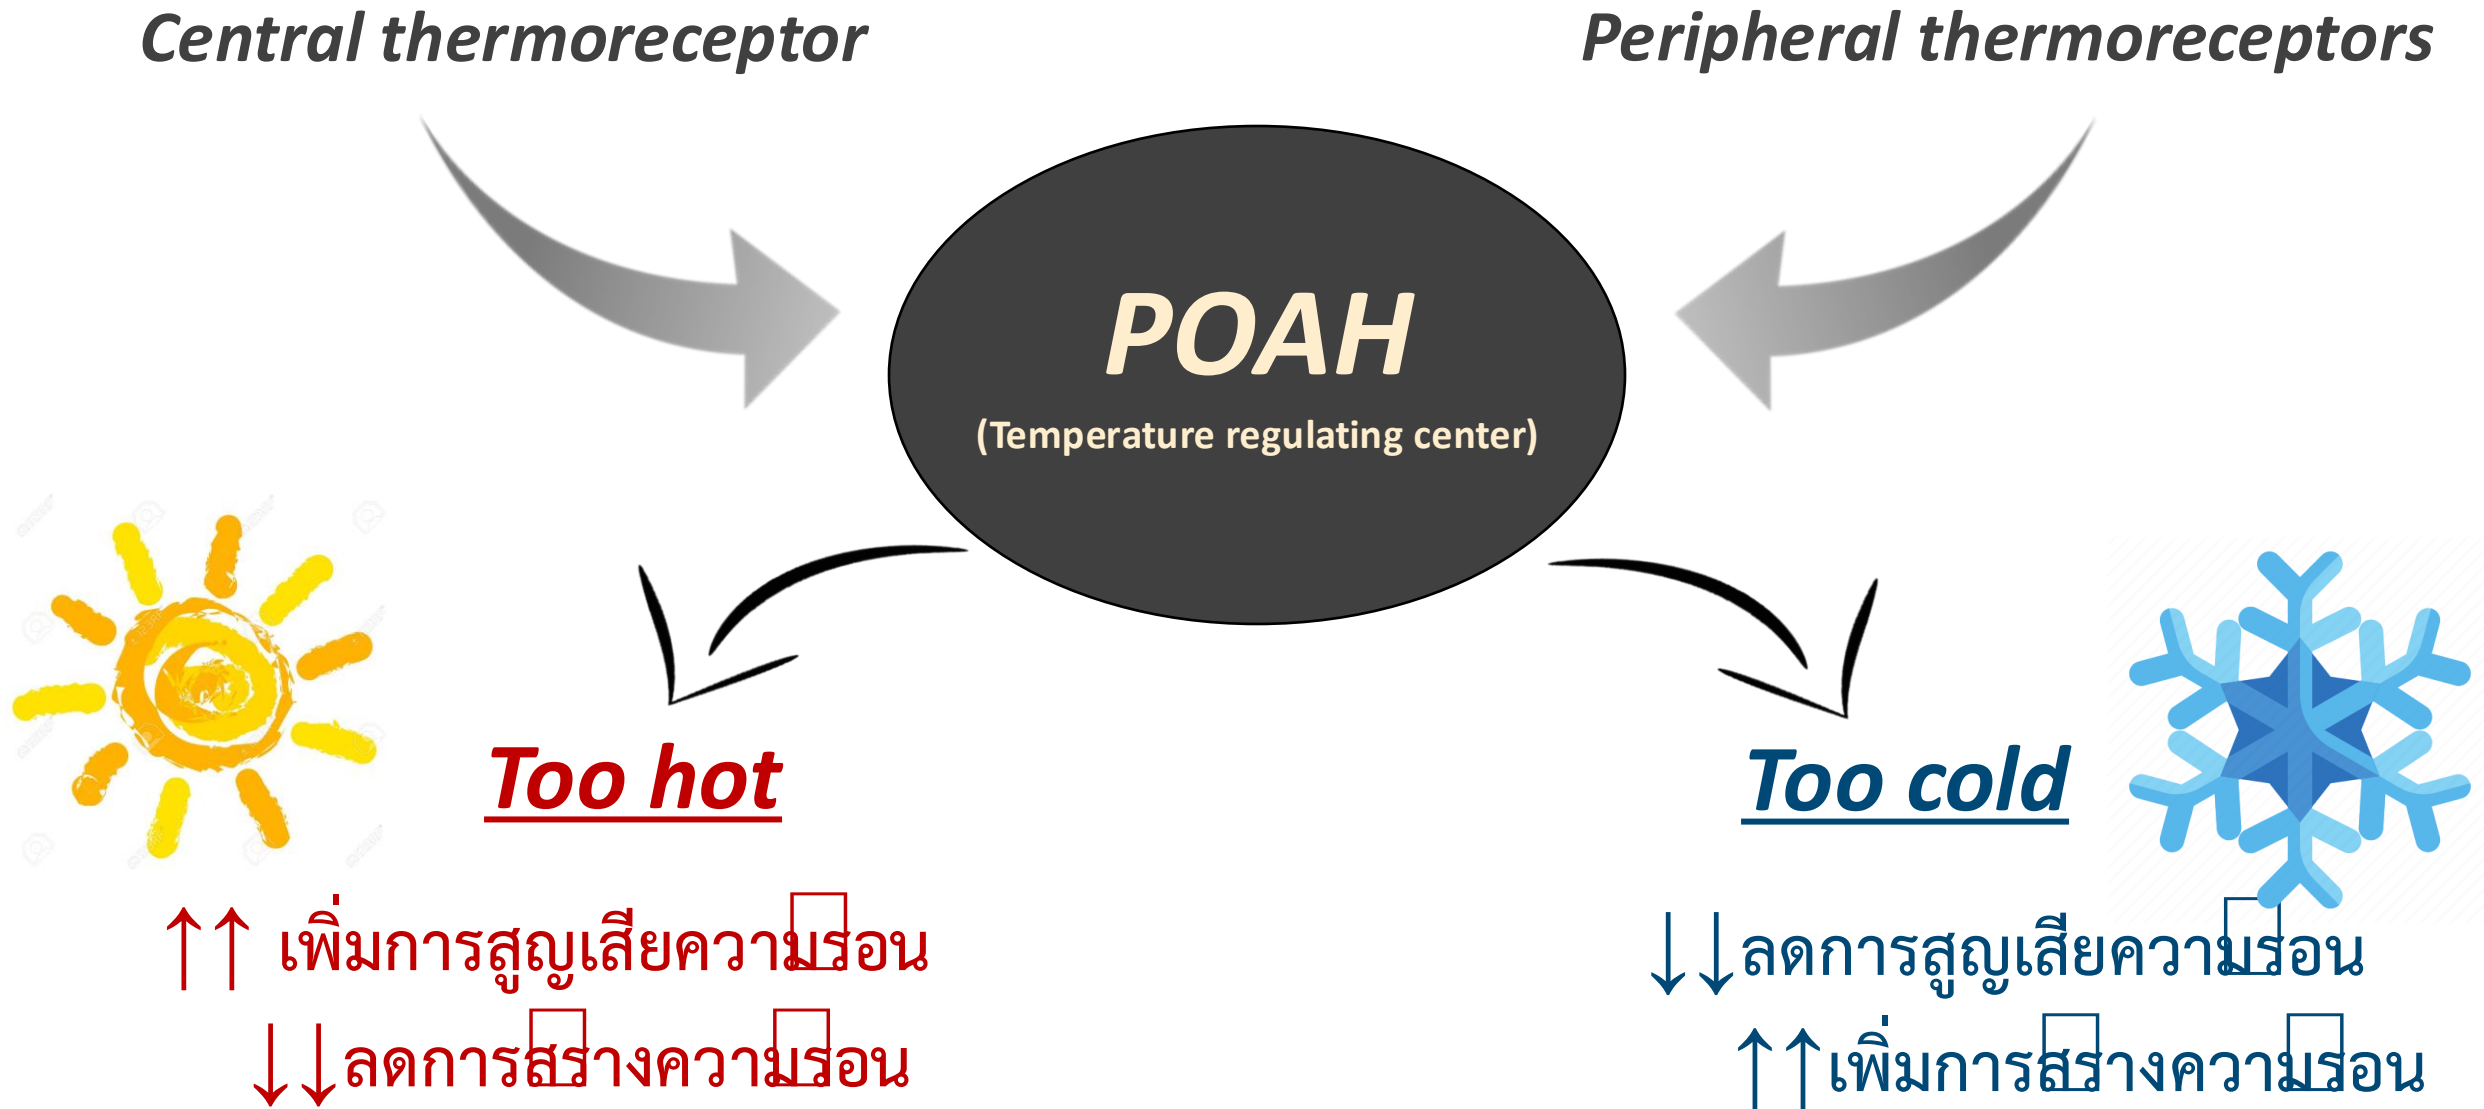 Central thermoreceptor
Peripheral thermoreceptors
POAH
(Temperature regulating center)
Too hot
↑↑ เพิ่มการสูญเสียความร้อน
↓↓ลดการสร้างความร้อน
Too cold
↓↓ลดการสูญเสียความร้อน
↑↑เพิ่มการสร้างความร้อน